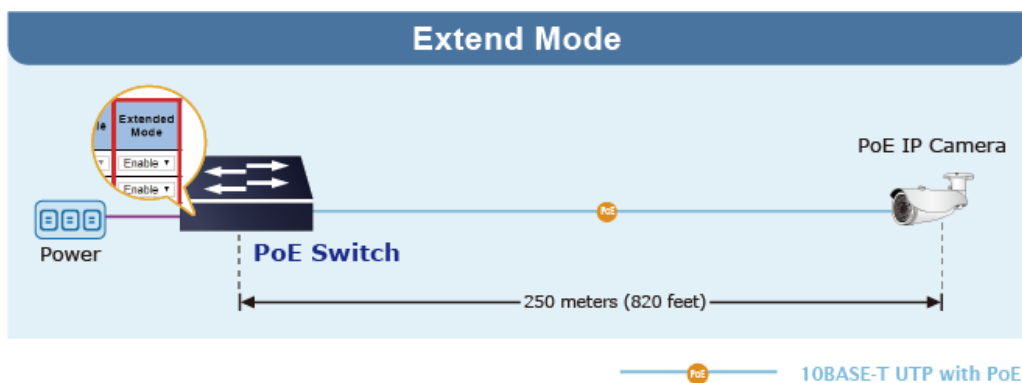 Extend Mode
Extended
Mode
Enable
Enable
PoE IP Camera
PoE
Power
PoE Switch
250 meters (820 feet)
PoE
10BASE-T UTP with PoE